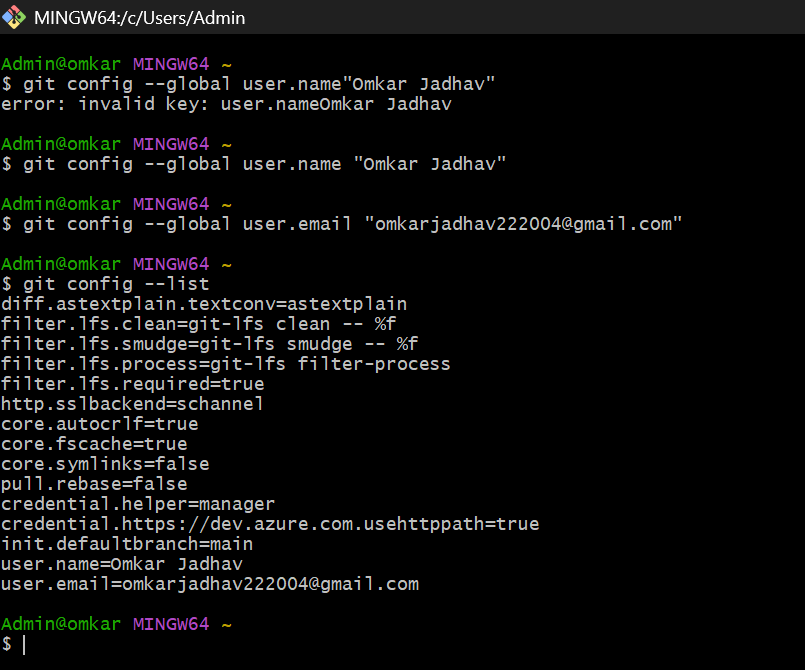 MINGW64:/c/Users/Admin
Admin@omkar MINGW64 ~
$ git config --global user.name"Omkar Jadhav"
error: invalid key: user.nameOmkar Jadhav
Admin@omkar MINGW64 ~
$ git config --global user.name "Omkar Jadhav"
Admin@omkar MINGW64 ~
$ git config --global user.email "omkarjadhav222004@gmail.com"
Admin@omkar MINGW64 ~
$ git config --list
diff.astextplain.textconv=astextplain
filter.lfs.clean=git-lfs clean -- %f
filter.lfs.smudge=git-lfs smudge -- %f
filter.lfs.process=git-lfs filter-process
filter.lfs.required=true
http.sslbackend=schannel
core.autocrlf=true
core.fscache=true
core.symlinks=false
pull.rebase=false
credential.helper=manager
credential.https://dev.azure.com.usehttppath=true
init.defaultbranch=main
user.name=Omkar Jadhav
user.email=omkarjadhav222004@gmail.com
Admin@omkar MINGW64 ~
$